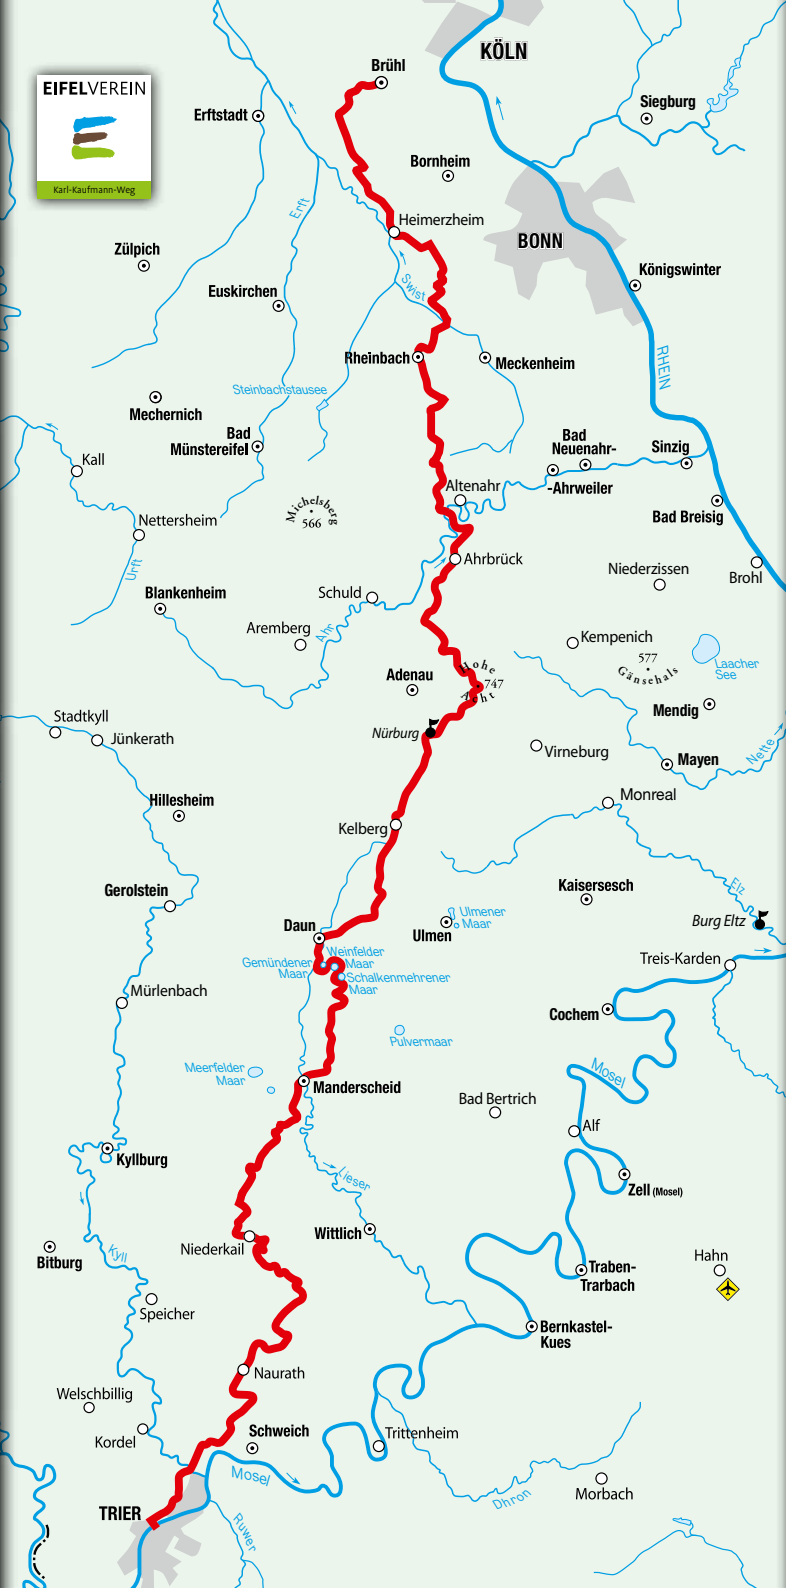 KÖLN
Brühl
EIFELVEREIN
Karl-Kaufmann-Weg
Erftstadt
Siegburg
Bornheim
Erft
Heimerzheim
BONN
Zülpich
Königswinter
Euskirchen
Swist
Rheinbach
Meckenheim
RHEIN
Steinbachstausee
Mechernich
Bad
Münstereifel
Bad
Neuenahr-
-Ahrweiler
Sinzig
Kall
Altenahr
Michelsberg
566
Bad Breisig
Nettersheim
Urft
Ahrbrück
Niederzissen
Brohl
Blankenheim
Schuld
Aremberg
Ahr
Kempenich
577
Gänsehals
Laacher
See
Hohe
747
Acht
Adenau
Mendig
Stadtkyll
Jünkerath
Nürburg
Virneburg
Mayen
Nette
Hillesheim
Monreal
Kelberg
Elz
Gerolstein
Kaisersesch
Burg Eltz
Daun
Ulmen
Ulmener
Maar
Weinfelder
Maar
Gemündener
Maar
Schalkenmehrener
Maar
Treis-Karden
Mürlenbach
Cochem
Pulvermaar
Meerfelder
Maar
Manderscheid
Mosel
Bad Bertrich
Alf
Kyllburg
Lieser
Zell (Mosel)
Wittlich
Niederkail
Kyll
Bitburg
Traben-
Trarbach
Hahn
Speicher
Bernkastel-
Kues
Naurath
Welschbillig
Kordel
Schweich
Trittenheim
Mosel
Dhron
Morbach
TRIER
Ruwer